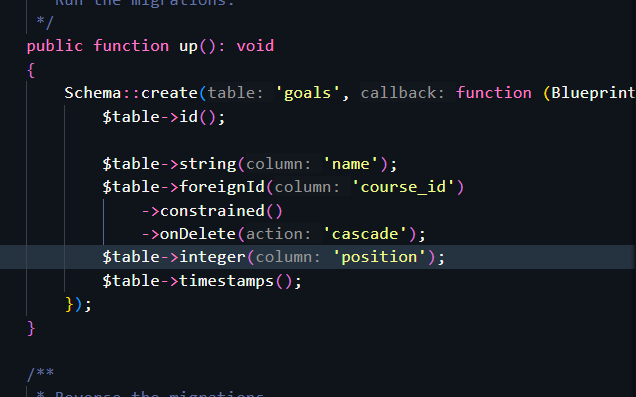 Run the migrations.
*/
public function up(): void
{
Schema::create(table: 'goals', callback: function (Blueprint
$table->id();
$table->string(column: 'name');
$table->foreignId(column: 'course_id')
->constrained()
->onDelete(action: 'cascade');
$table->integer(column: 'position');
$table->timestamps();
});
}
/**
* Reverse the migrations